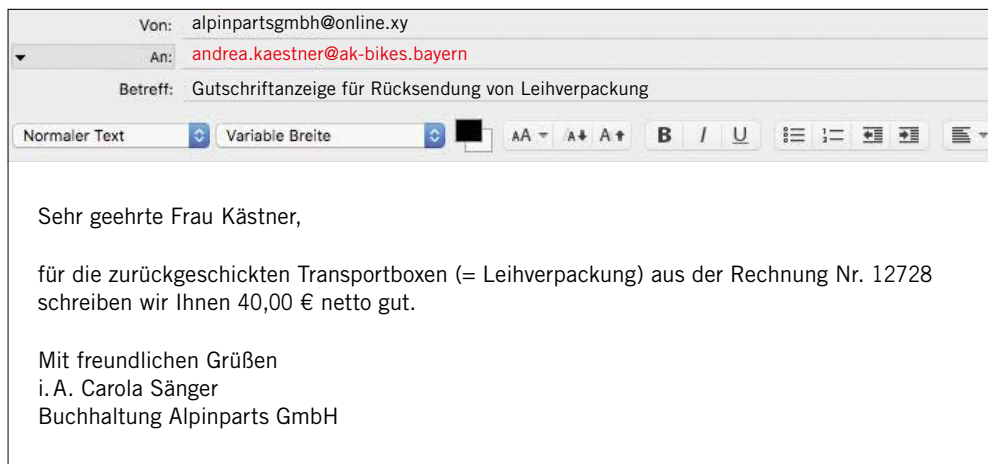 Von: alpinpartsgmbh@online.xy
An: andrea.kaestner@ak-bikes.bayern
Betreff: Gutschriftanzeige für Rücksendung von Leihverpackung
Normaler Text Variable Breite AA A A B I U
Sehr geehrte Frau Kästner,
für die zurückgeschickten Transportboxen (= Leihverpackung) aus der Rechnung Nr. 12728
schreiben wir Ihnen 40,00 € netto gut.
Mit freundlichen Grüßen
i. A. Carola Sänger
Buchhaltung Alpinparts GmbH